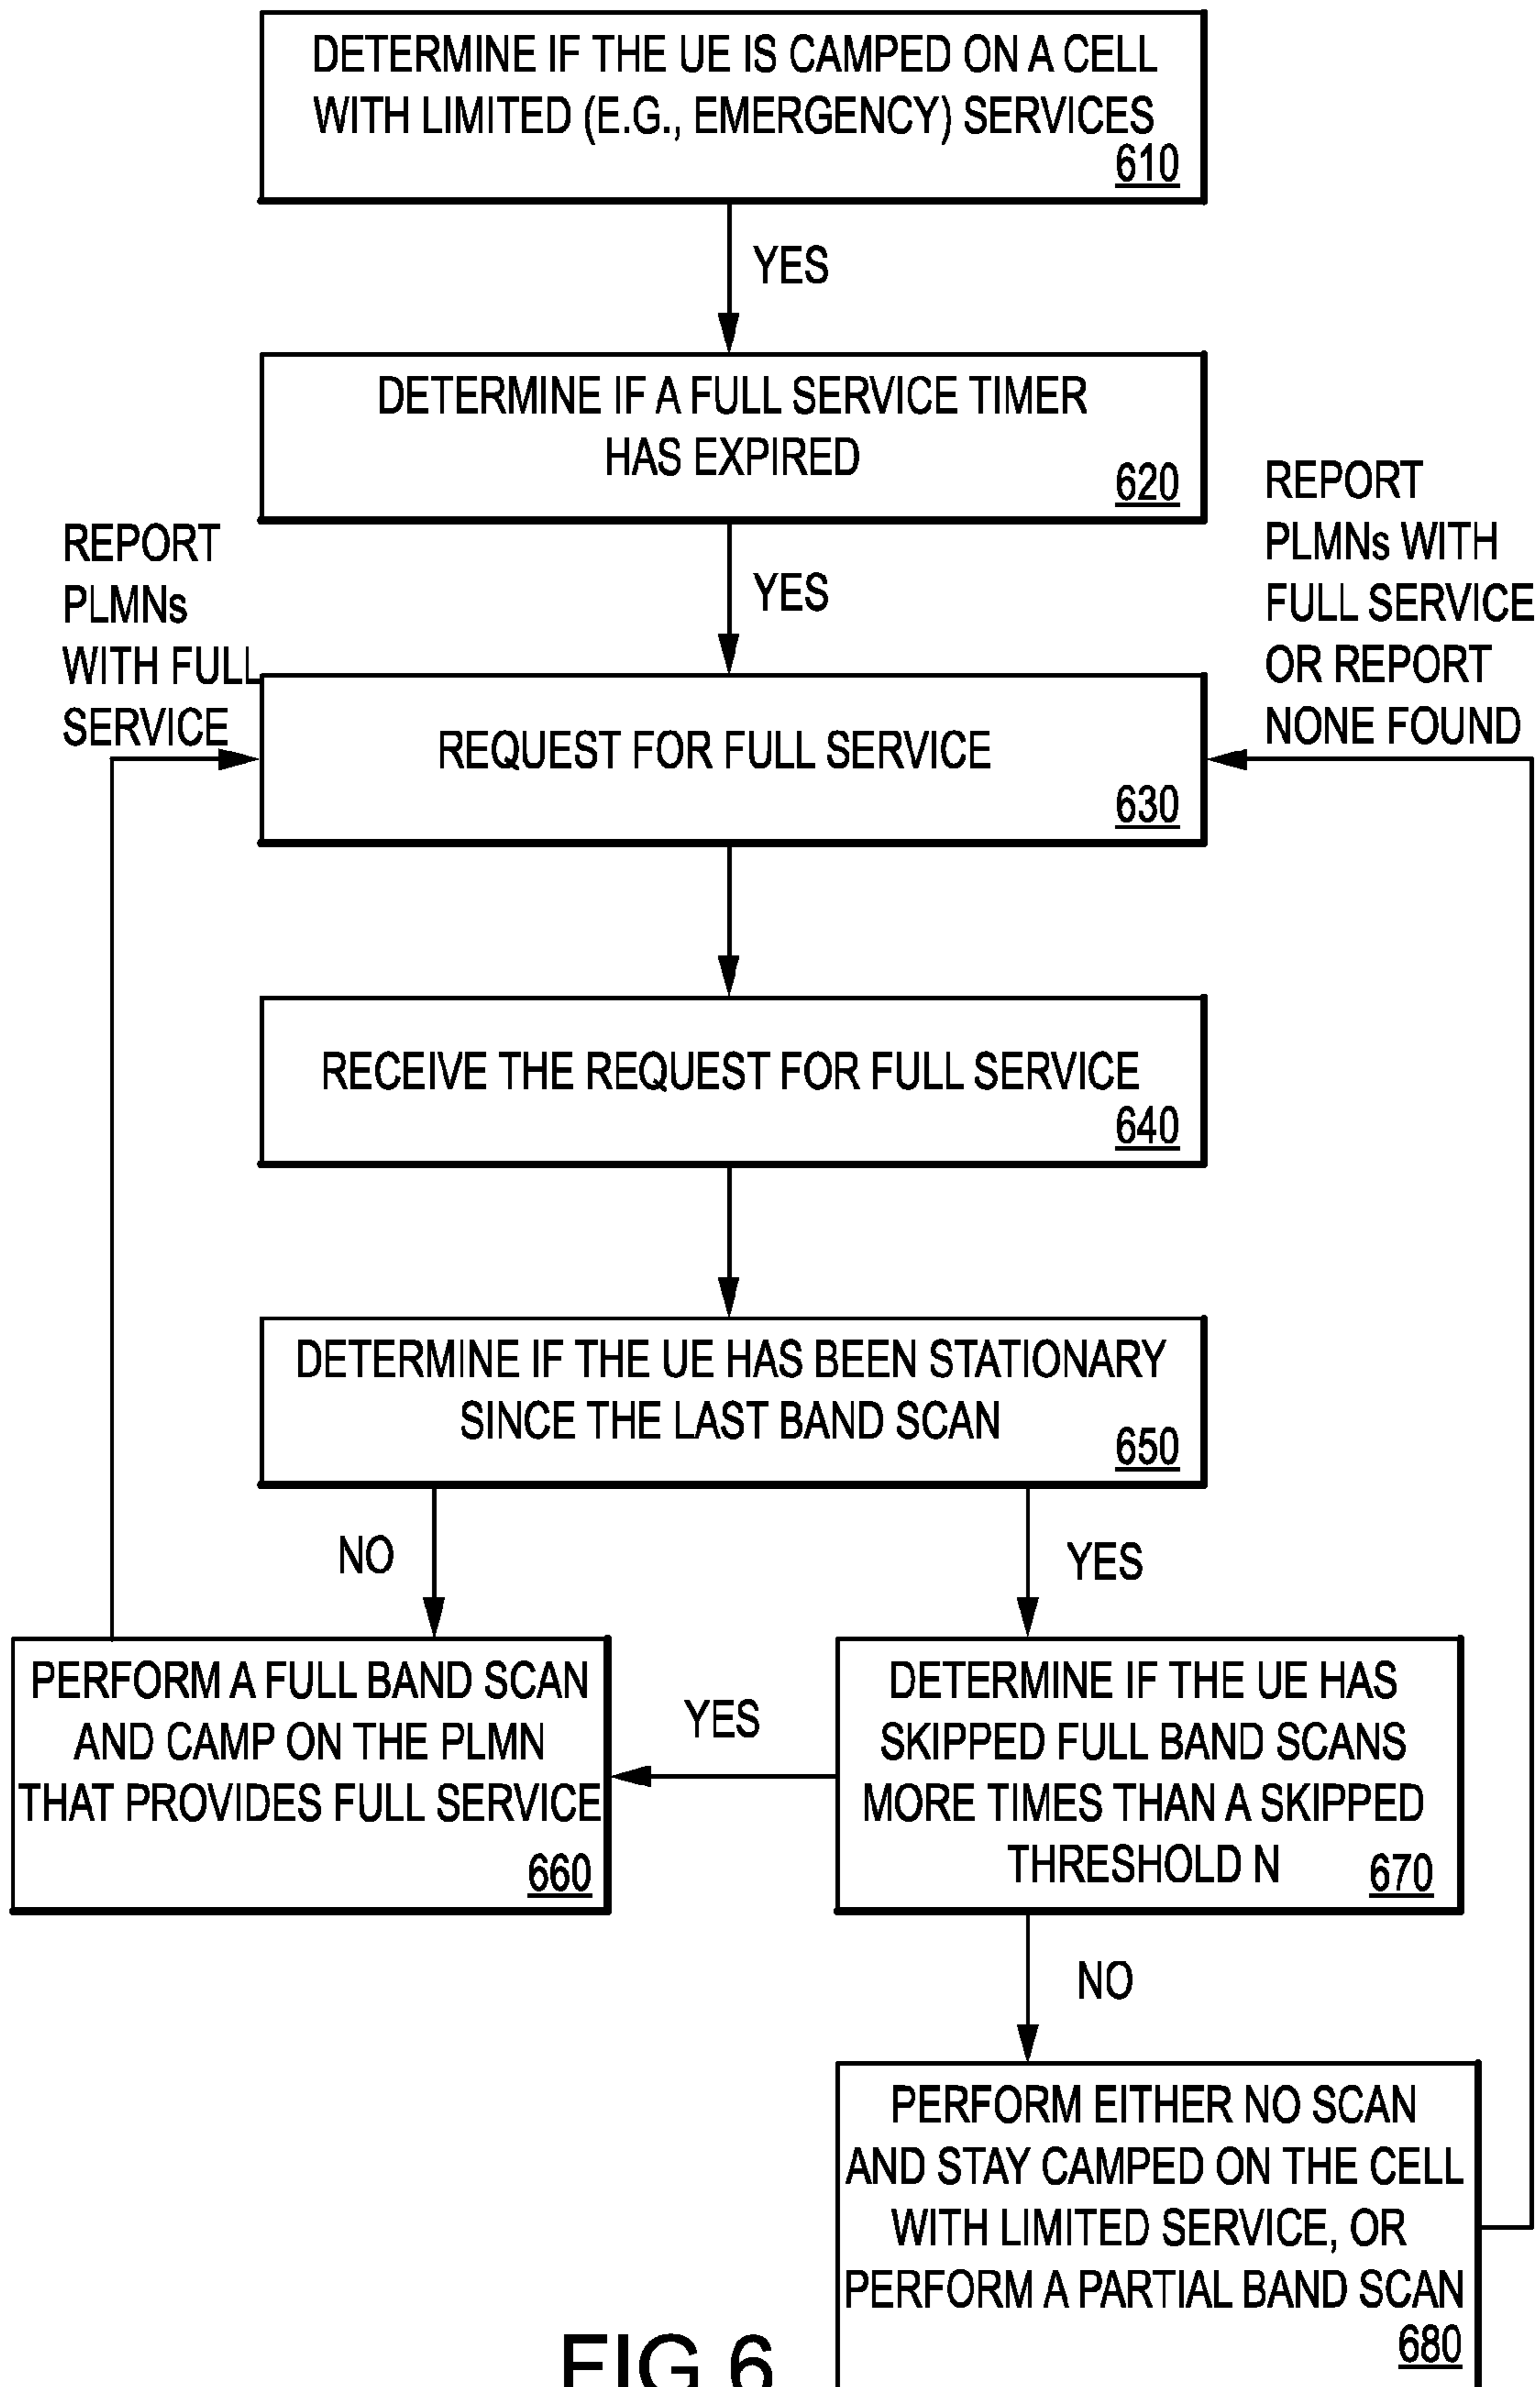 DETERMINE IF THE UE IS CAMPED ON A CELL
WITH LIMITED (E.G., EMERGENCY) SERVICES
610
YES
DETERMINE IF A FULL SERVICE TIMER
HAS EXPIRED
620
YES
REPORT
PLMNs
WITH FULL
SERVICE
REPORT
PLMNs WITH
FULL SERVICE
OR REPORT
NONE FOUND
REQUEST FOR FULL SERVICE
630
RECEIVE THE REQUEST FOR FULL SERVICE
640
DETERMINE IF THE UE HAS BEEN STATIONARY
SINCE THE LAST BAND SCAN
650
NO
YES
PERFORM A FULL BAND SCAN
AND CAMP ON THE PLMN
THAT PROVIDES FULL SERVICE
660
YES
DETERMINE IF THE UE HAS
SKIPPED FULL BAND SCANS
MORE TIMES THAN A SKIPPED
THRESHOLD N
670
NO
PERFORM EITHER NO SCAN
AND STAY CAMPED ON THE CELL
WITH LIMITED SERVICE, OR
PERFORM A PARTIAL BAND SCAN
680
FIG 6